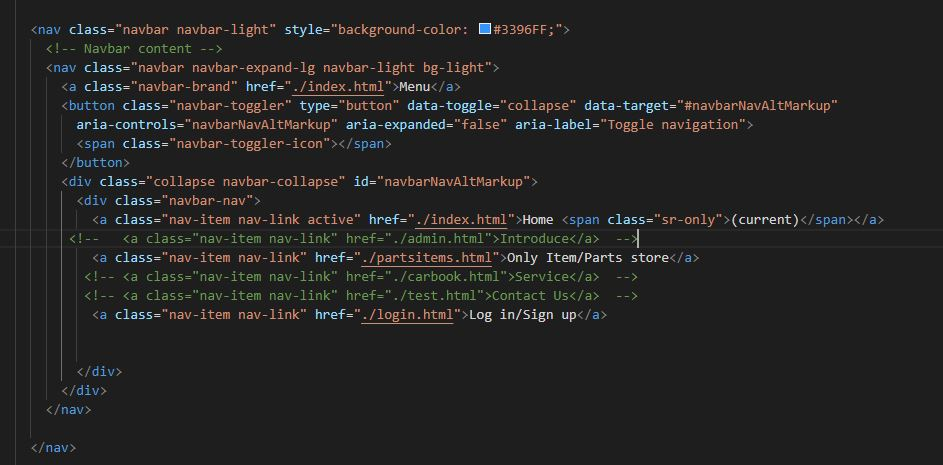 <nav class="navbar navbar-light" style="background-color: #3396FF;">
<!-- Navbar content -->
<nav class="navbar navbar-expand-lg navbar-light bg-light">
<a class="navbar-brand" href="./index.html">Menu</a>
<button class="navbar-toggler" type="button" data-toggle="collapse" data-target="#navbarNavAltMarkup"
aria-controls="navbarNavAltMarkup" aria-expanded="false" aria-label="Toggle navigation">
<span class="navbar-toggler-icon"></span>
</button>
<div class="collapse navbar-collapse" id="navbarNavAltMarkup">
<div class="navbar-nav">
<a class="nav-item nav-link active" href="./index.html">Home <span class="sr-only">(current)</span></a>
<!--   <a class="nav-item nav-link" href="./admin.html">Introduce</a>  -->
<a class="nav-item nav-link" href="./partsitems.html">Only Item/Parts store</a>
<!-- <a class="nav-item nav-link" href="./carbook.html">Service</a>  -->
<!-- <a class="nav-item nav-link" href="./test.html">Contact Us</a>  -->
<a class="nav-item nav-link" href="./login.html">Log in/Sign up</a>
</div>
</div>
</nav>
</nav>